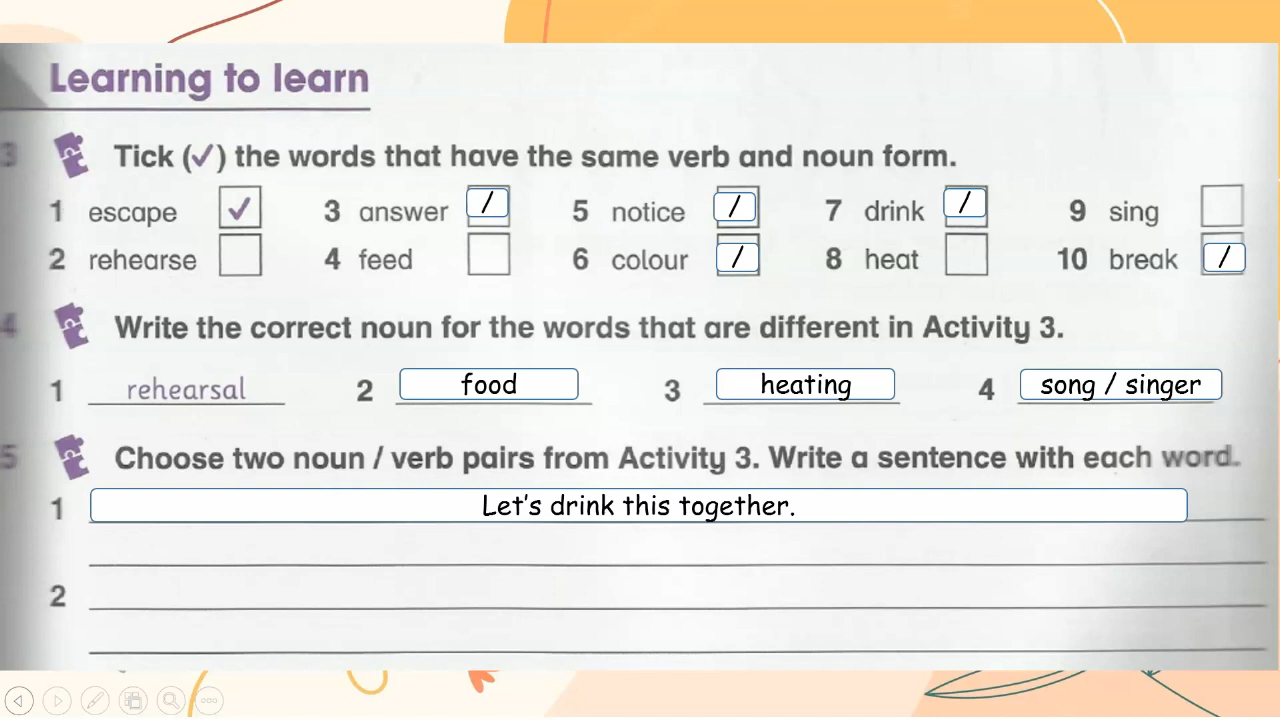 Learning to learn
3 Tick (✓) the words that have the same verb and noun form.
1 escape ✓ 3 answer / 5 notice / 7 drink / 9 sing
2 rehearse 4 feed 6 colour / 8 heat 10 break /
4 Write the correct noun for the words that are different in Activity 3.
1 rehearsal 2 food 3 heating 4 song / singer
5 Choose two noun / verb pairs from Activity 3. Write a sentence with each word.
1 Let's drink this together.
2